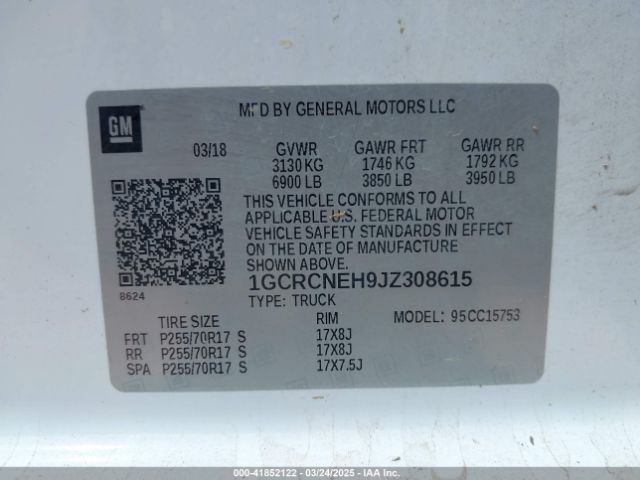 GM
MFD BY GENERAL MOTORS LLC
03/18 GVWR GAWR FRT GAWR RR
3130 KG 1746 KG 1792 KG
6900 LB 3850 LB 3950 LB
THIS VEHICLE CONFORMS TO ALL
APPLICABLE U.S. FEDERAL MOTOR
VEHICLE SAFETY STANDARDS IN EFFECT
ON THE DATE OF MANUFACTURE
SHOWN ABOVE.
8624
1GCRCNEH9JZ308615
TYPE: TRUCK
TIRE SIZE RIM MODEL: 95CC15753
FRT P255/70R17 S 17X8J
RR P255/70R17 S 17X8J
SPA P255/70R17 S 17X7.5J
000-41852122 - 03/24/2025 - IAA Inc.